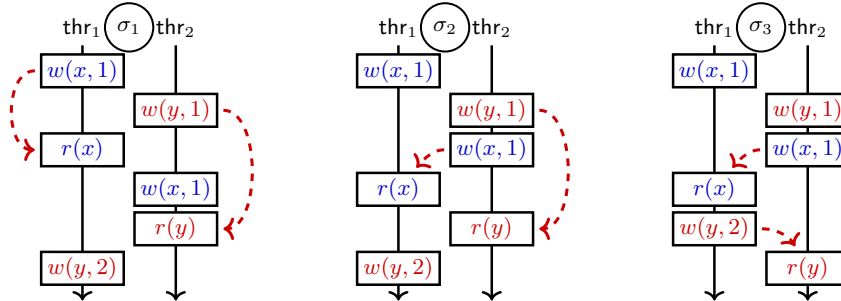 thr₁ σ₁ thr₂ thr₁ σ₂ thr₂ thr₁ σ₃ thr₂
w(x, 1) w(x, 1) w(x, 1)
w(y, 1) w(y, 1) w(y, 1)
r(x) w(x, 1) w(x, 1)
w(x, 1) r(x) r(x)
r(y) r(y) w(y, 2)
w(y, 2) w(y, 2) r(y)